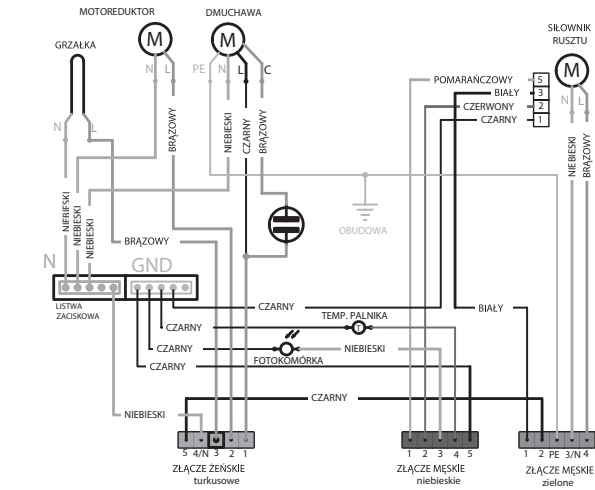 MOTOREDUKTOR
DMUCHAWA
SIŁOWNIK
RUSZTU
GRZAŁKA
M
M
M
N L
PE N L C
N L
N L
POMARAŃCZOWY 5
BIAŁY 3
CZERWONY 2
CZARNY 1
BRĄZOWY
NIEBIESKI
CZARNY
BRĄZOWY
NIEBIESKI
BRĄZOWY
NIEBIESKI
NIEBIESKI
NIEBIESKI
OBUDOWA
BRĄZOWY
N
GND
LISTWA
ZACISKOWA
CZARNY
BIAŁY
TEMP. PALNIKA
CZARNY
T
CZARNY
NIEBIESKI
FOTOKOMÓRKA
CZARNY
CZARNY
NIEBIESKI
5 4/N 3 2 1
1 2 3 4 5
1 2 PE 3/N 4
ZŁĄCZE ŻEŃSKIE
turkusowe
ZŁĄCZE MĘSKIE
niebieskie
ZŁĄCZE MĘSKIE
zielone